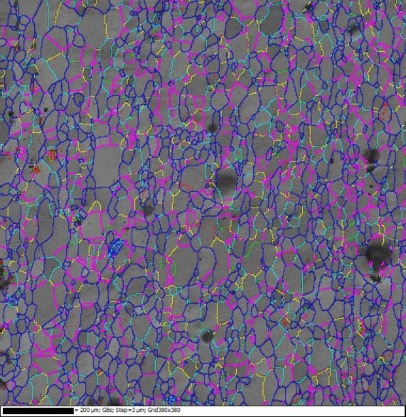 = 200 µm; GBs; Step=3 µm; Grid380x380